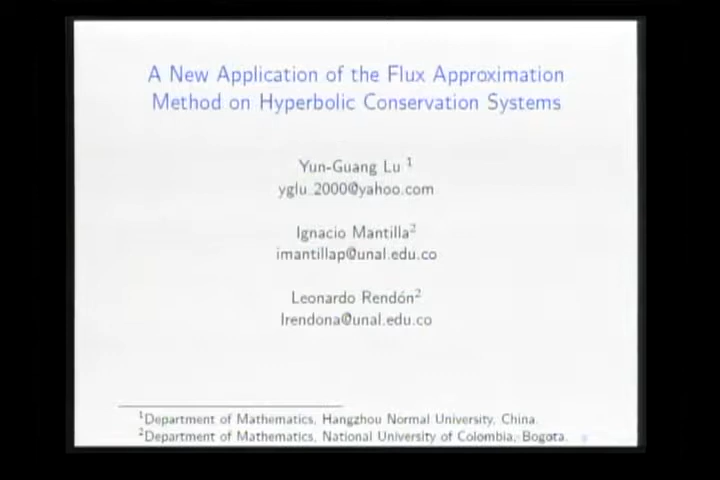 A New Application of the Flux Approximation
Method on Hyperbolic Conservation Systems
Yun-Guang Lu ¹
yglu_2000@yahoo.com
Ignacio Mantilla²
imantillap@unal.edu.co
Leonardo Rendón²
lrendona@unal.edu.co
¹Department of Mathematics, Hangzhou Normal University, China.
²Department of Mathematics, National University of Colombia, Bogota.